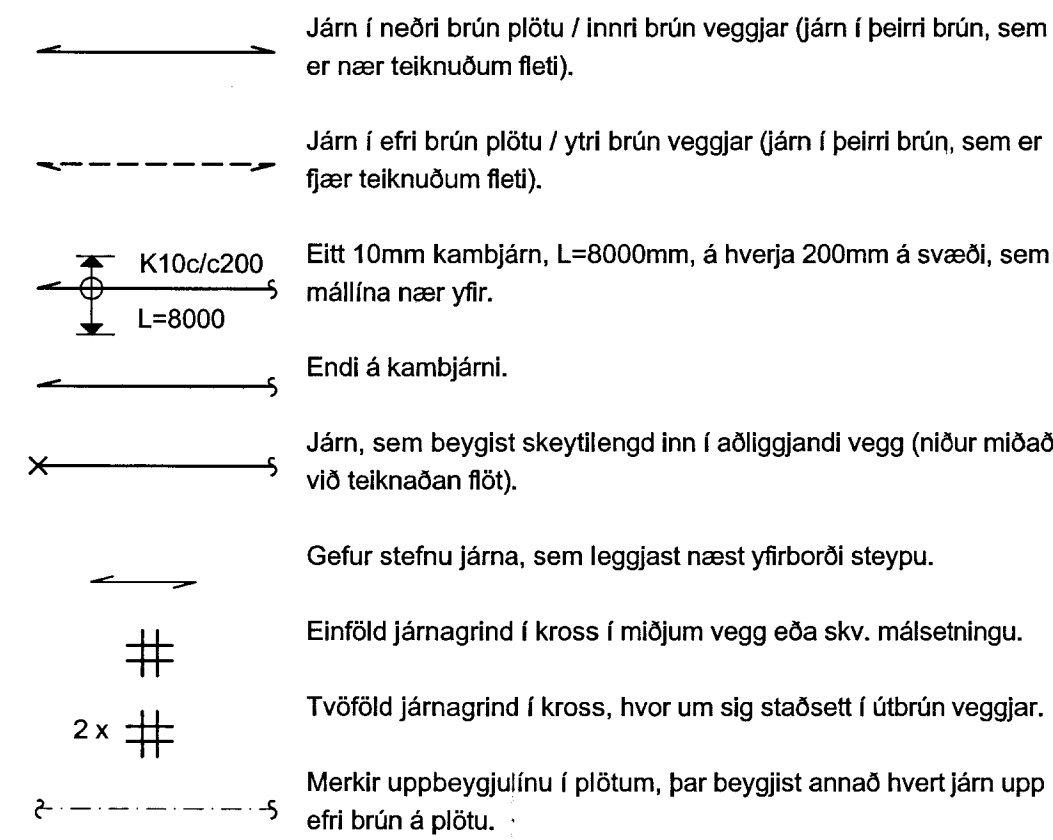 Járn í neðri brún plötu / innri brún veggjar (járn í þeirri brún, sem
er nær teiknuðum fleti).
Járn í efri brún plötu / ytri brún veggjar (járn í þeirri brún, sem er
fjær teiknuðum fleti).
K10c/c200
L=8000
Eitt 10mm kambjárn, L=8000mm, á hverja 200mm á svæði, sem
mállína nær yfir.
Endi á kambjárni.
Járn, sem beygist skeytilengd inn í aðliggjandi vegg (niður miðað
við teiknaðan flöt).
Gefur stefnu járna, sem leggjast næst yfirborði steypu.
Einföld járnagrind í kross í miðjum vegg eða skv. málsetningu.
2 x
Tvöföld járnagrind í kross, hvor um sig staðsett í útbrún veggjar.
Merkir uppbeygjulínu í plötum, þar beygjist annað hvert járn upp
efri brún á plötu.